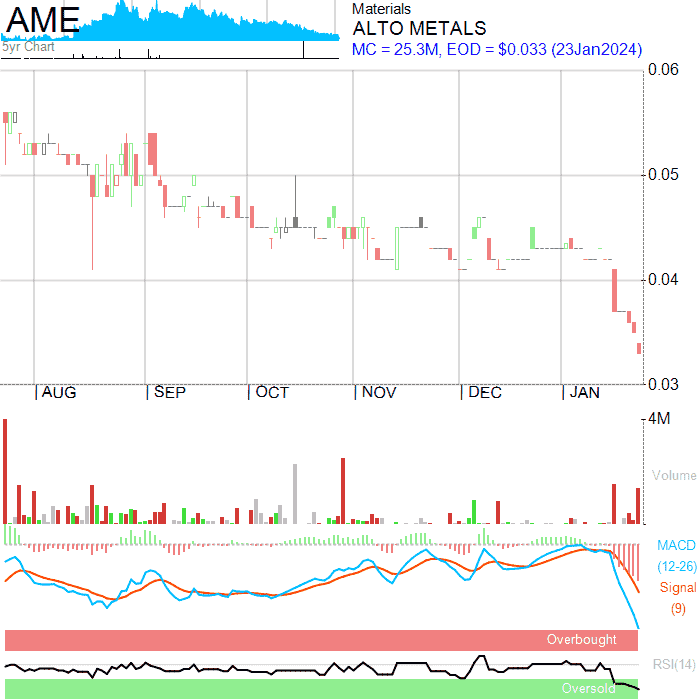 AME
5yr Chart
Materials
ALTO METALS
MC = 25.3M, EOD = $0.033 (23Jan2024)
0.06
0.05
0.04
0.03
AUG SEP OCT NOV DEC JAN
4M
Volume
MACD
(12-26)
Signal
(9)
Overbought
RSI(14)
Oversold